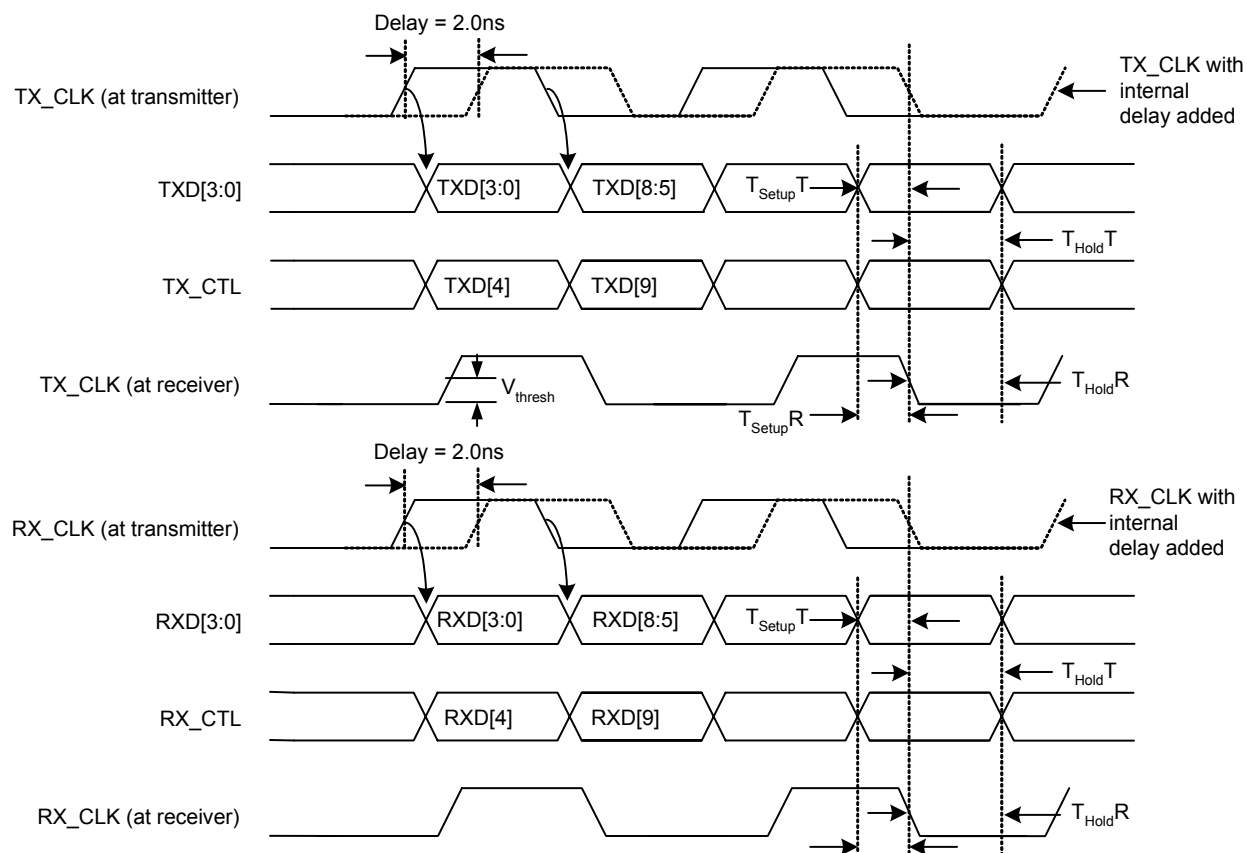 Delay = 2.0ns
TX_CLK (at transmitter)
TX_CLK with
internal
delay added
TXD[3:0]
TXD[3:0]
TXD[8:5]
TSetupT
THoldT
TX_CTL
TXD[4]
TXD[9]
TX_CLK (at receiver)
Vthresh
THoldR
TSetupR
Delay = 2.0ns
RX_CLK (at transmitter)
RX_CLK with
internal
delay added
RXD[3:0]
RXD[3:0]
RXD[8:5]
TSetupT
THoldT
RX_CTL
RXD[4]
RXD[9]
RX_CLK (at receiver)
THoldR